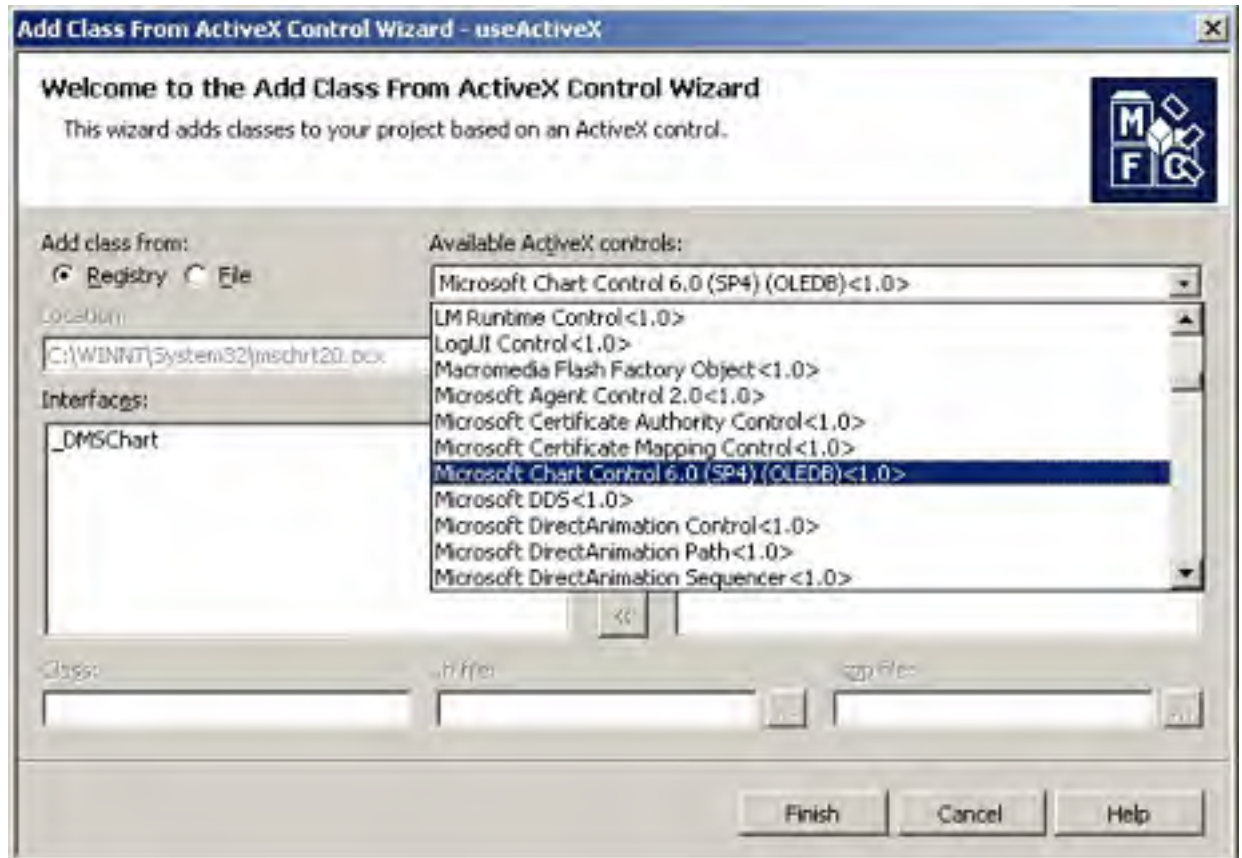 Add Class From ActiveX Control Wizard - useActiveX
Welcome to the Add Class From ActiveX Control Wizard
This wizard adds classes to your project based on an ActiveX control.
M
F C
Add class from:
Registry File
Location:
C:\WINNT\System32\mschrt20.ocx
Interfaces:
_DMSChart
Available ActiveX controls:
Microsoft Chart Control 6.0 (SP4) (OLEDB)<1.0>
LM Runtime Control<1.0>
LogUI Control<1.0>
Macromedia Flash Factory Object<1.0>
Microsoft Agent Control 2.0<1.0>
Microsoft Certificate Authority Control<1.0>
Microsoft Certificate Mapping Control<1.0>
Microsoft Chart Control 6.0 (SP4) (OLEDB)<1.0>
Microsoft DDS<1.0>
Microsoft DirectAnimation Control<1.0>
Microsoft DirectAnimation Path<1.0>
Microsoft DirectAnimation Sequencer<1.0>
<<
Class: .h file: .cpp file:
... ...
Finish Cancel Help